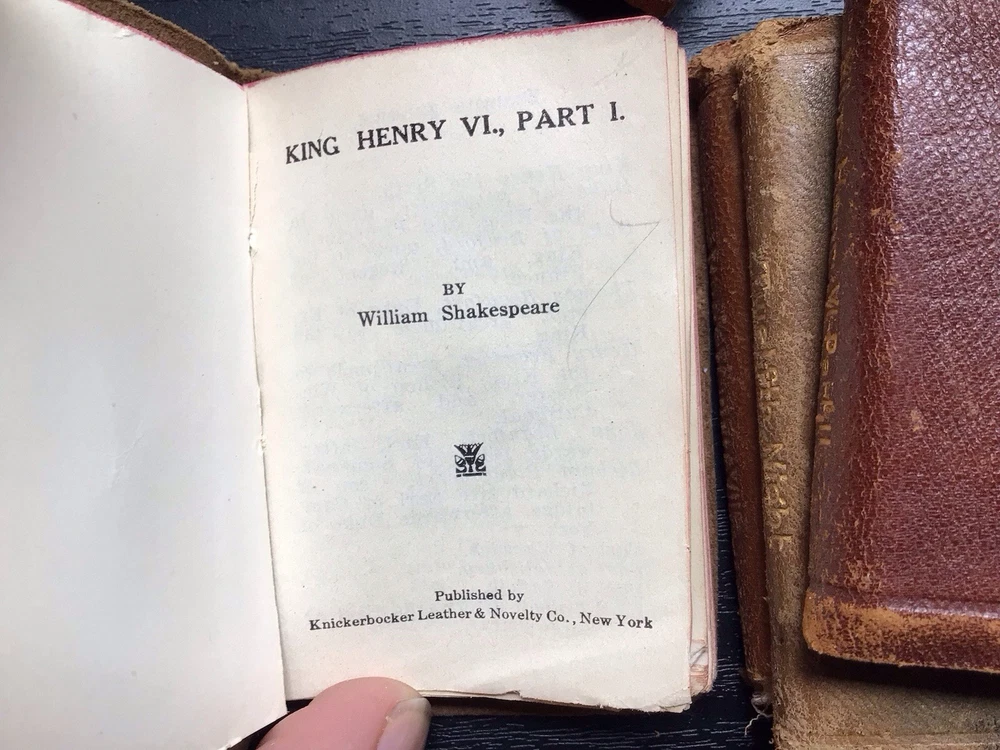 KING HENRY VI., PART I.
BY
William Shakespeare
Published by
Knickerbocker Leather & Novelty Co., New York